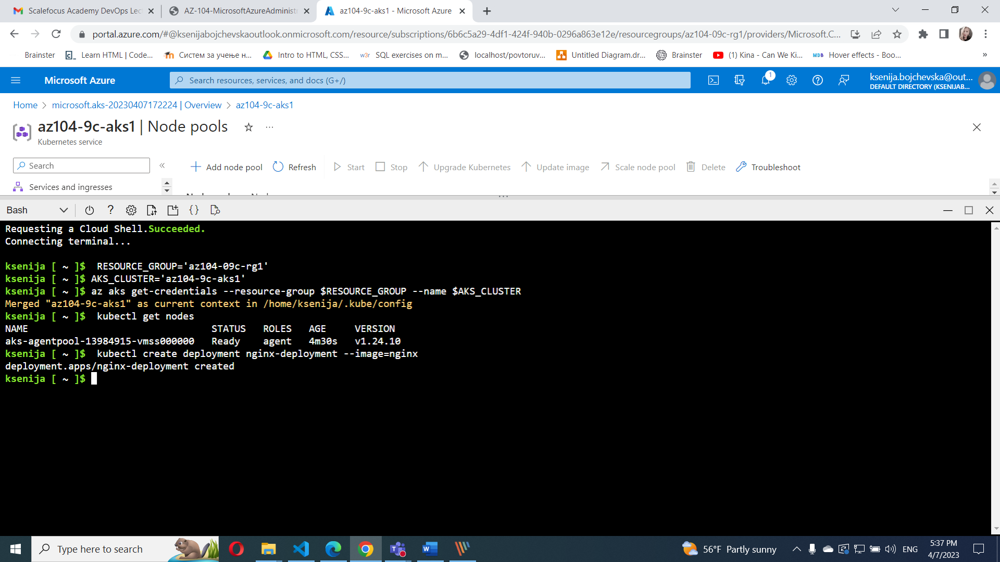 Scalefocus Academy DevOps Lec
AZ-104-MicrosoftAzureAdministr
az104-9c-aks1 - Microsoft Azure
portal.azure.com/#@ksenijabojchevskaoutlook.onmicrosoft.com/resource/subscriptions/6b6c5a29-4df1-424f-940b-0296a863e12e/resourcegroups/az104-09c-rg1/providers/Microsoft.C...
Brainster
Learn HTML | Code...
Систем за учење н...
Intro to HTML, CSS...
w3r SQL exercises on m...
localhost/povtoruv...
Untitled Diagram.dr...
Brainster
(1) Kina - Can We Ki...
MDB Hover effects - Boo...
»
Microsoft Azure
Search resources, services, and docs (G+/)
1
ksenija.bojchevska@out...
DEFAULT DIRECTORY (KSENIJAB...
Home > microsoft.aks-20230407172224 | Overview > az104-9c-aks1
az104-9c-aks1 | Node pools
Kubernetes service
Search
Add node pool
Refresh
Start
Stop
Upgrade Kubernetes
Update image
Scale node pool
Delete
Troubleshoot
Services and ingresses
Bash
Requesting a Cloud Shell.Succeeded.
Connecting terminal...
ksenija [ ~ ]$  RESOURCE_GROUP='az104-09c-rg1'
ksenija [ ~ ]$ AKS_CLUSTER='az104-9c-aks1'
ksenija [ ~ ]$ az aks get-credentials --resource-group $RESOURCE_GROUP --name $AKS_CLUSTER
Merged "az104-9c-aks1" as current context in /home/ksenija/.kube/config
ksenija [ ~ ]$  kubectl get nodes
NAME                                STATUS   ROLES   AGE     VERSION
aks-agentpool-13984915-vmss000000   Ready    agent   4m30s   v1.24.10
ksenija [ ~ ]$  kubectl create deployment nginx-deployment --image=nginx
deployment.apps/nginx-deployment created
ksenija [ ~ ]$
Type here to search
56°F Partly sunny
ENG
5:37 PM
4/7/2023